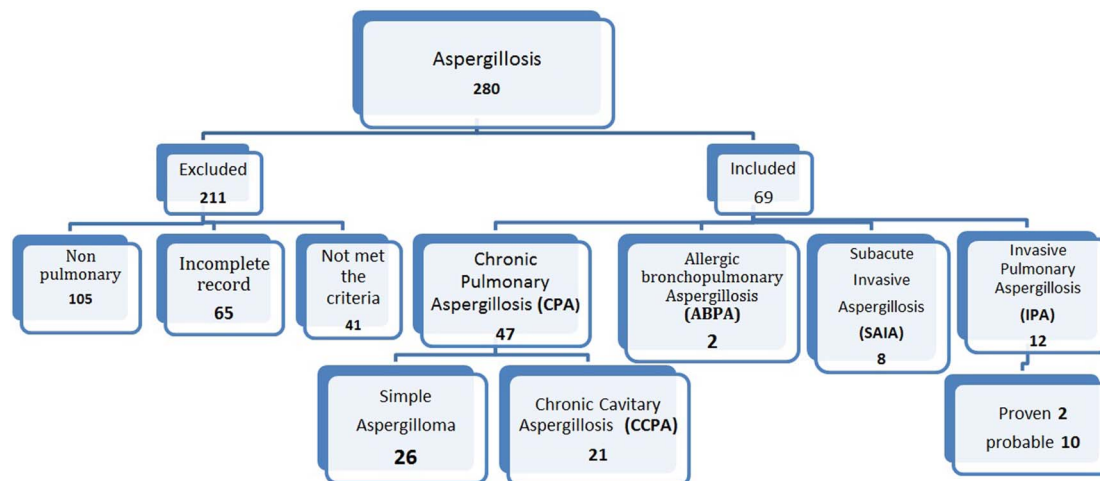 Aspergillosis
280
Excluded
211
Included
69
Non
pulmonary
105
Incomplete
record
65
Not met
the
criteria
41
Chronic
Pulmonary
Aspergillosis (CPA)
47
Allergic
bronchopulmonary
Aspergillosis
(ABPA)
2
Subacute
Invasive
Aspergillosis
(SAIA)
8
Invasive
Pulmonary
Aspergillosis
(IPA)
12
Simple
Aspergilloma
26
Chronic Cavitary
Aspergillosis (CCPA)
21
Proven 2
probable 10